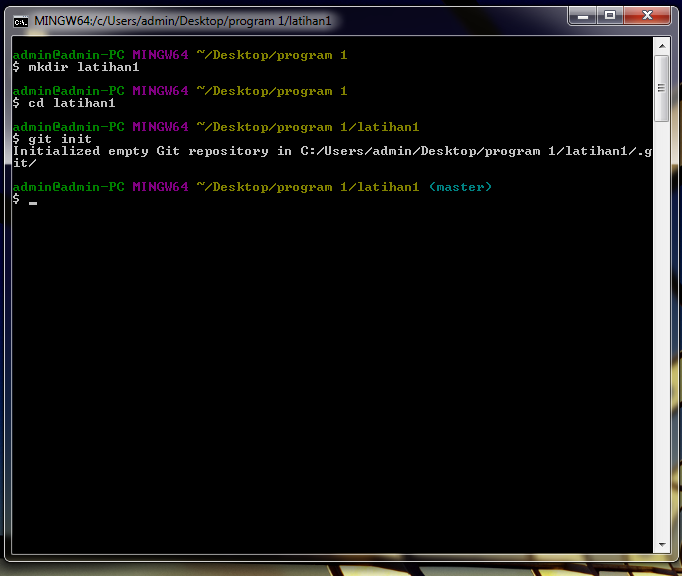 MINGW64:/c/Users/admin/Desktop/program 1/latihan1
admin@admin-PC MINGW64 ~/Desktop/program 1
$ mkdir latihan1
admin@admin-PC MINGW64 ~/Desktop/program 1
$ cd latihan1
admin@admin-PC MINGW64 ~/Desktop/program 1/latihan1
$ git init
Initialized empty Git repository in C:/Users/admin/Desktop/program 1/latihan1/.g
it/
admin@admin-PC MINGW64 ~/Desktop/program 1/latihan1 (master)
$